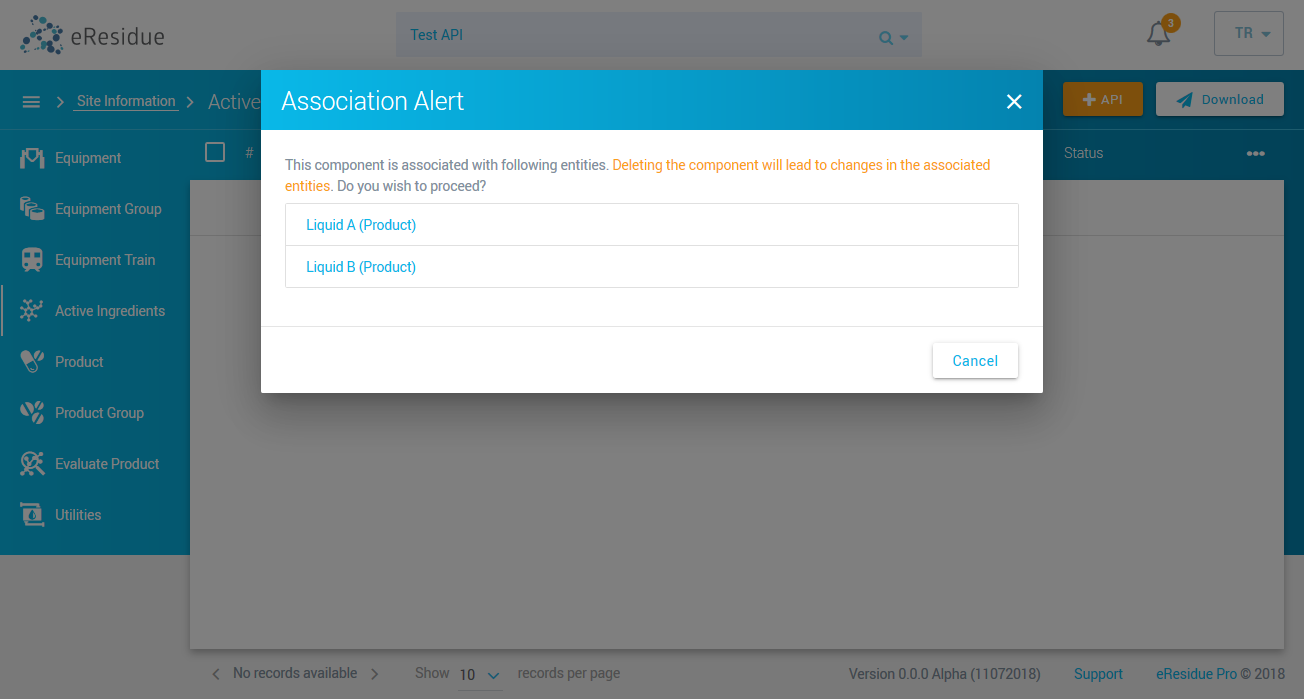 eResidue
Test API
3
TR
Site Information
Active
Association Alert
API
Download
Equipment
#
Status
This component is associated with following entities. Deleting the component will lead to changes in the associated
entities. Do you wish to proceed?
Liquid A (Product)
Liquid B (Product)
Cancel
Equipment Group
Equipment Train
Active Ingredients
Product
Product Group
Evaluate Product
Utilities
No records available
Show 10 records per page
Version 0.0.0 Alpha (11072018)
Support
eResidue Pro © 2018